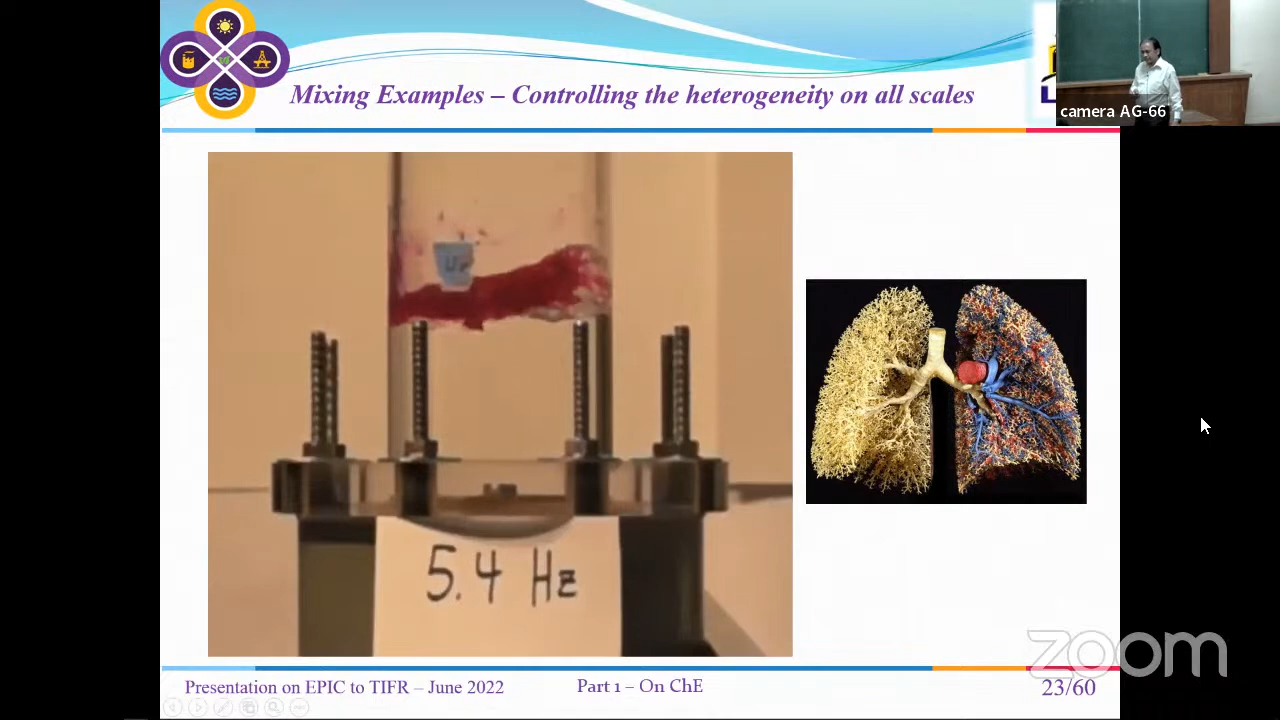 Mixing Examples – Controlling the heterogeneity on all scales
camera AG-66
5.4 Hz
zoom
Presentation on EPIC to TIFR – June 2022
Part 1 – On ChE
23/60